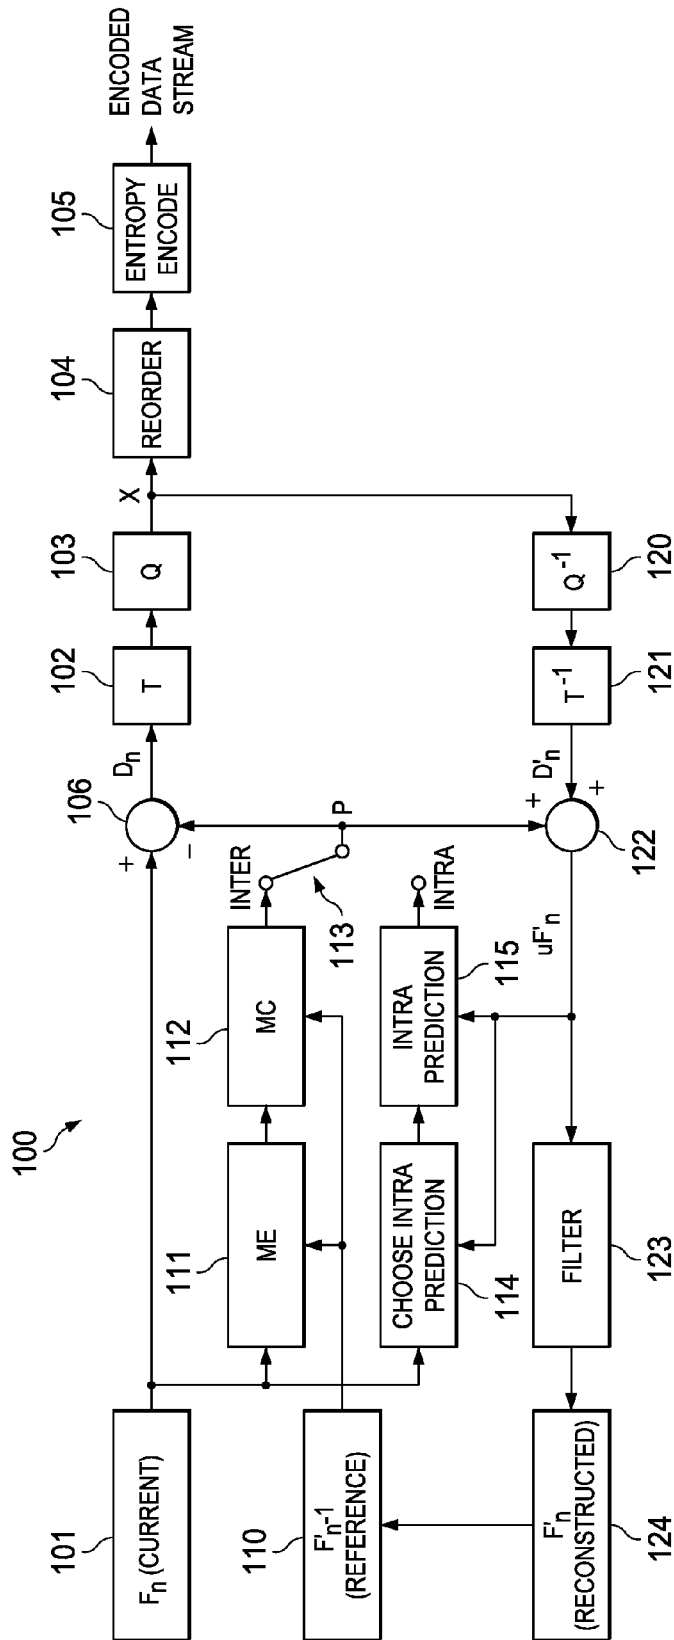 100
101
Fn (CURRENT)
106
+
−
Dn
102
T
103
Q
X
104
REORDER
105
ENTROPY
ENCODE
ENCODED
DATA
STREAM
110
F'n-1
(REFERENCE)
111
ME
112
MC
INTER
113
P
114
CHOOSE INTRA
PREDICTION
115
INTRA
PREDICTION
INTRA
120
Q-1
121
T-1
D'n
+
+
122
uF'n
123
FILTER
124
F'n
(RECONSTRUCTED)